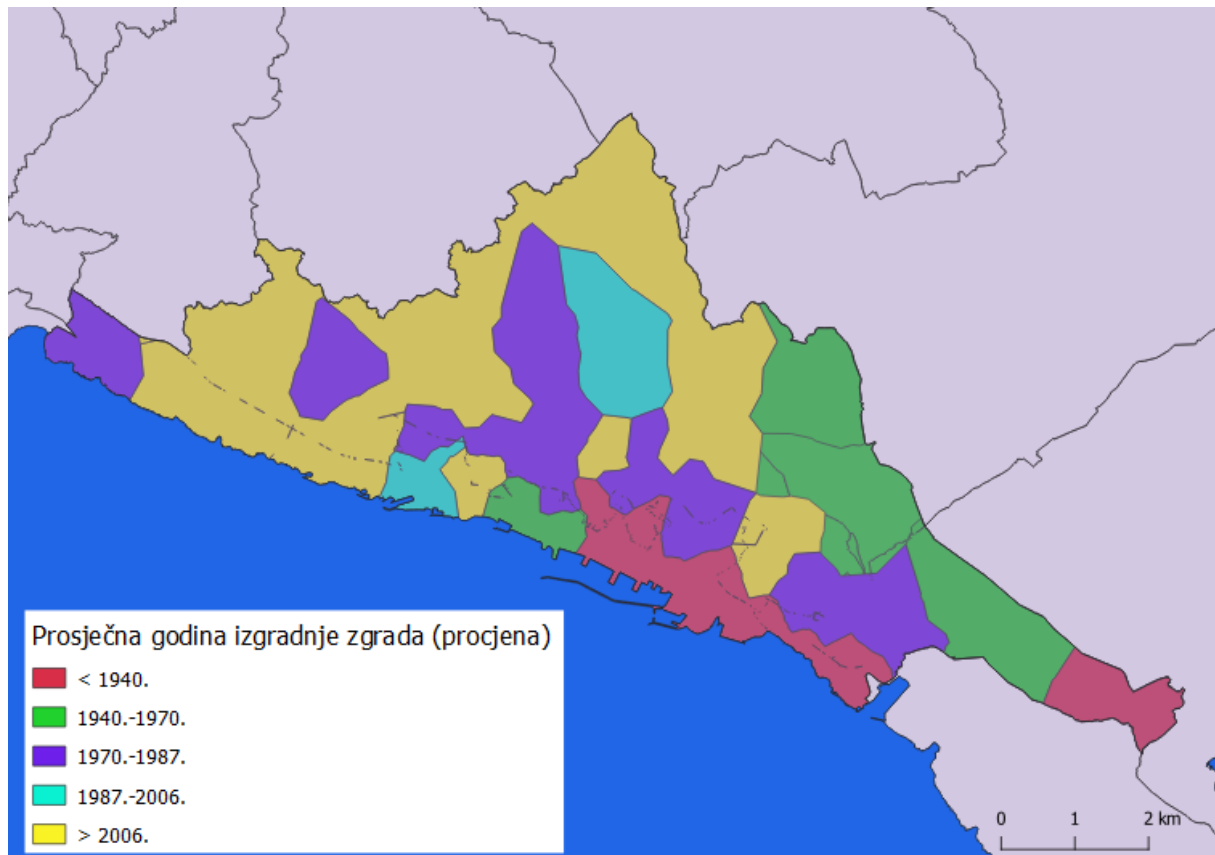 Prosječna godina izgradnje zgrada (procjena)
< 1940.
1940.-1970.
1970.-1987.
1987.-2006.
> 2006.
0 1 2 km